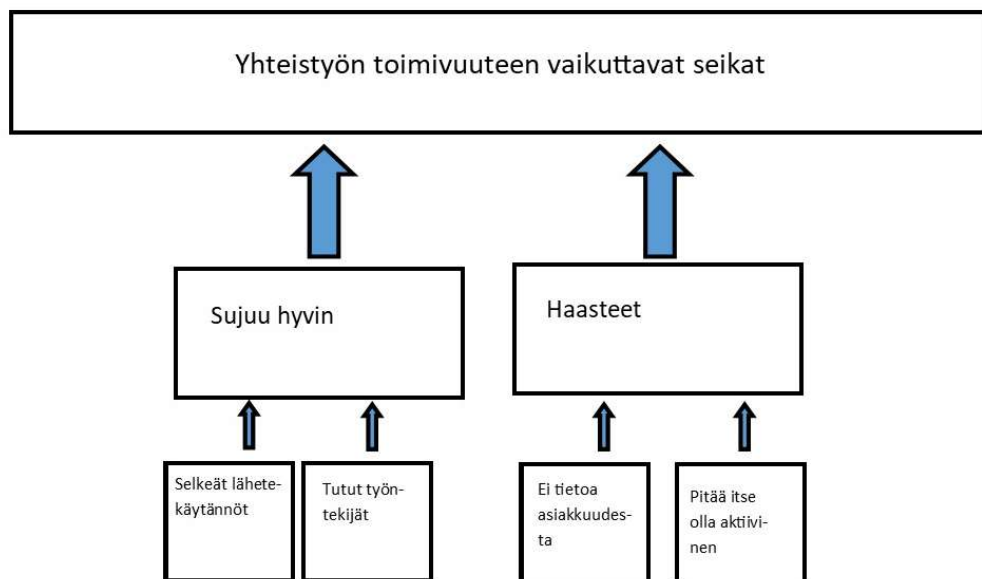 Yhteistyön toimivuuteen vaikuttavat seikat
Sujuu hyvin
Haasteet
Selkeät lähete-
käytännöt
Tutut työn-
tekijät
Ei tietoa
asiakkuudes-
ta
Pitää itse
olla aktiivi-
nen